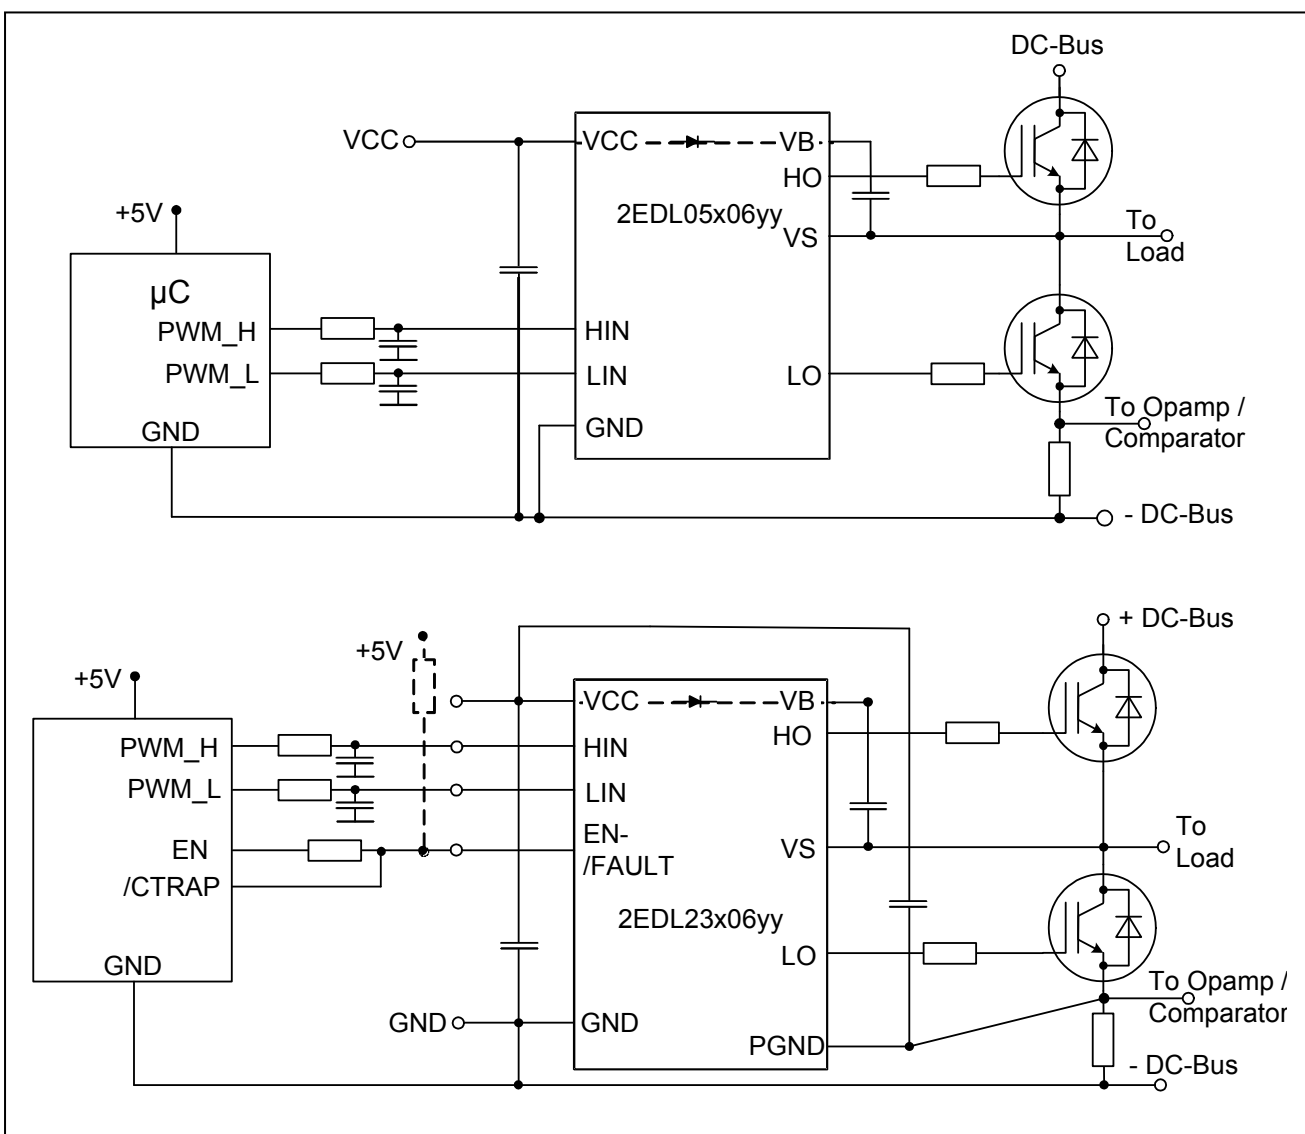 DC-Bus
VCC
VCC
VB
HO
2EDL05x06yy
VS
To
Load
+5V
µC
PWM_H
HIN
PWM_L
LIN
LO
GND
GND
To Opamp /
Comparator
- DC-Bus
+ DC-Bus
+5V
+5V
VCC
VB
HO
PWM_H
HIN
PWM_L
LIN
EN
EN-
/FAULT
/CTRAP
VS
To
Load
2EDL23x06yy
LO
GND
GND
GND
PGND
To Opamp /
Comparator
- DC-Bus